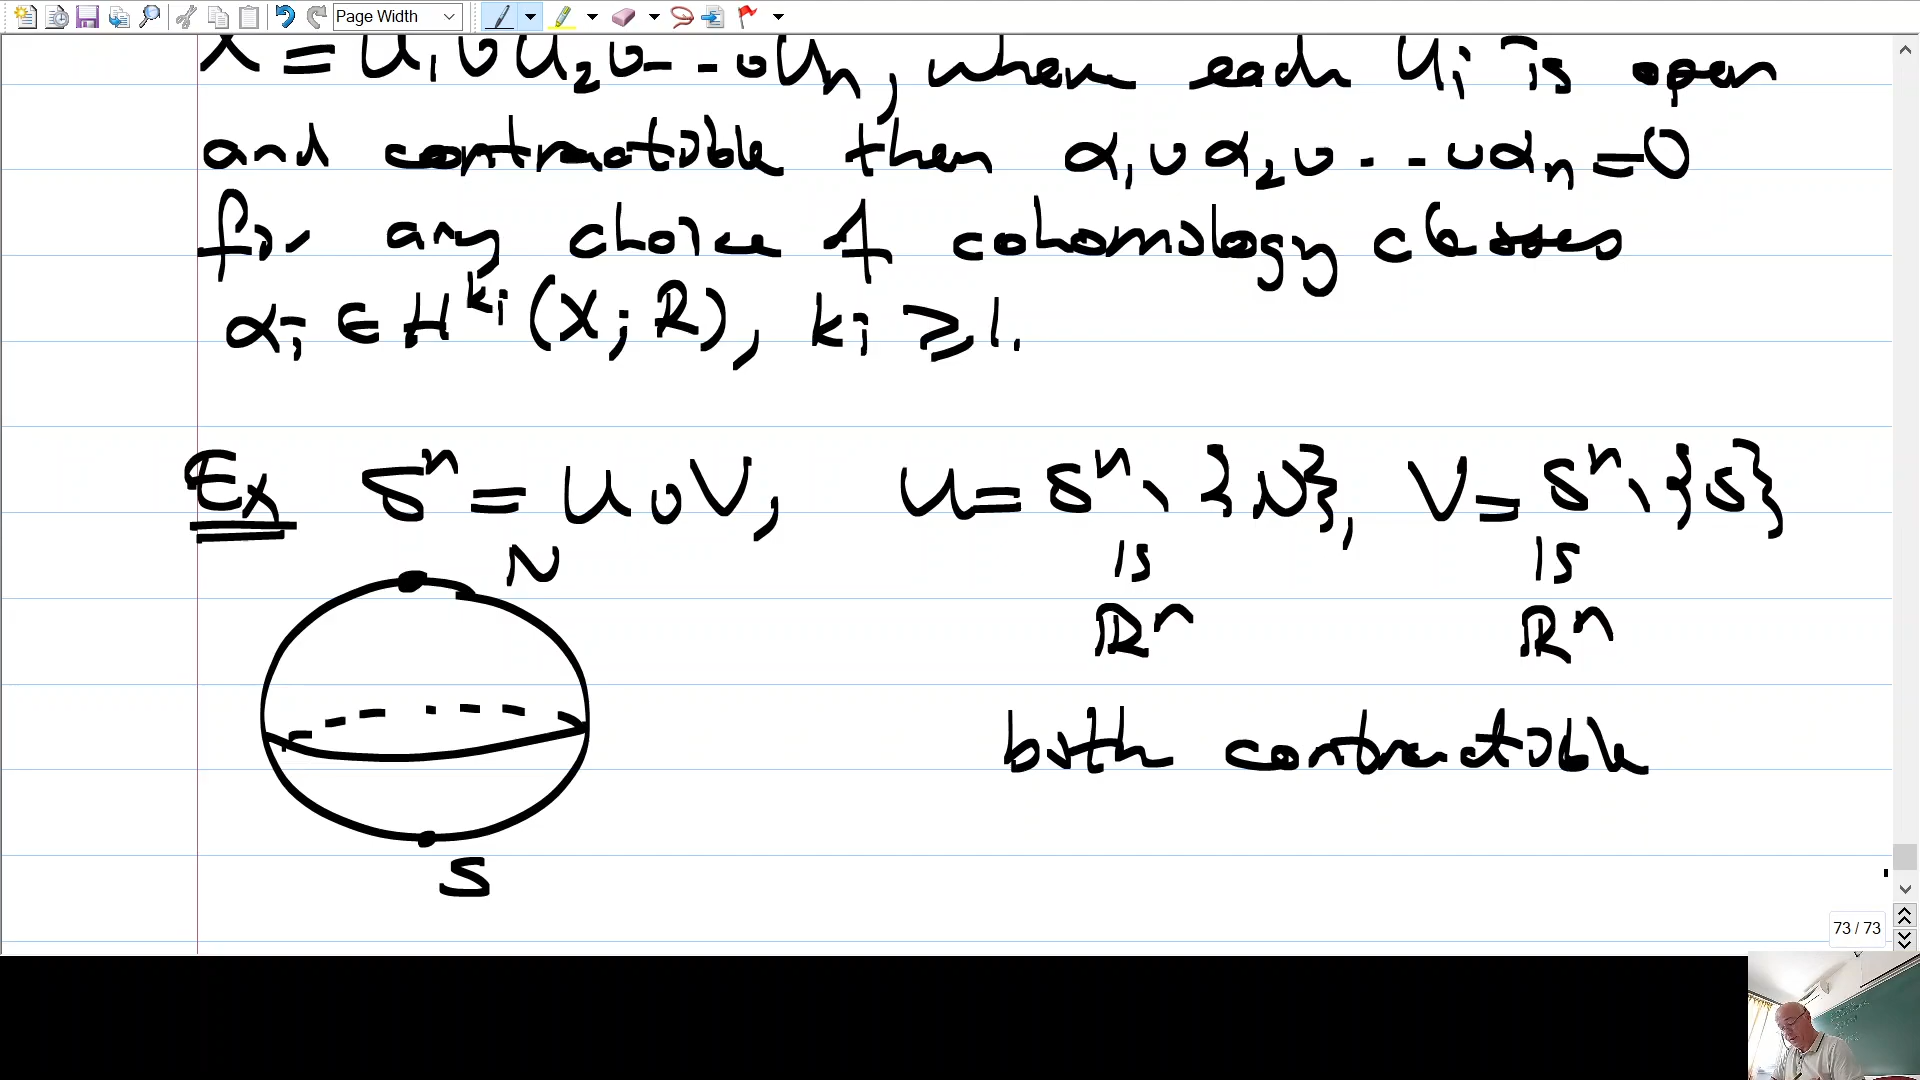 Page Width
X = U₁ ∪ U₂ ∪ - - ∪ Uₙ, where each Uᵢ is open
and contractible then α₁ ∪ α₂ ∪ - - ∪ αₙ = 0
for any choice of cohomology classes
αᵢ ∈ H^kᵢ (X; R), kᵢ ≥ 1.
Ex Sⁿ = U ∪ V, U = Sⁿ \ {N}, V = Sⁿ \ {S}
N
IS IS
ℝⁿ ℝⁿ
both contractible
S
73 / 73